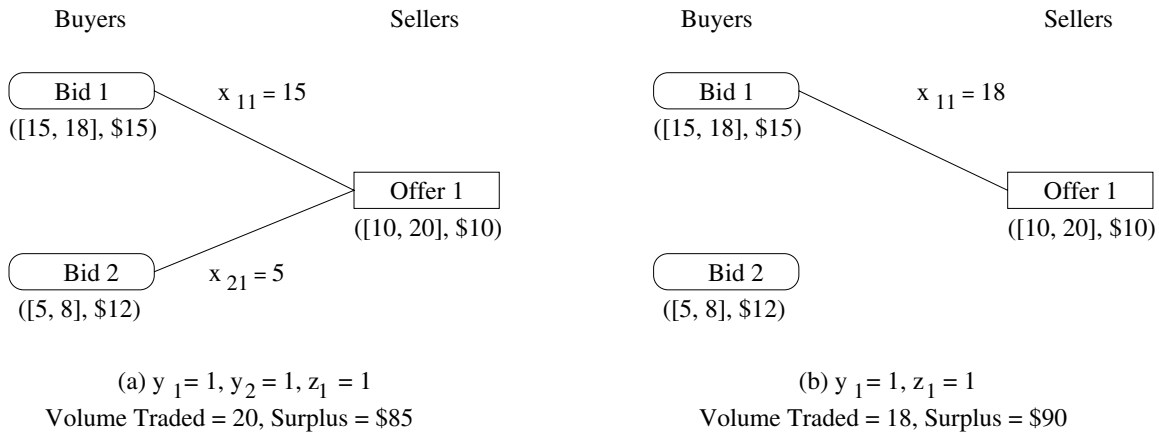 Buyers Sellers
Bid 1
x 11 = 15
([15, 18], $15)
Offer 1
([10, 20], $10)
Bid 2
x 21 = 5
([5, 8], $12)
(a) y 1 = 1, y 2 = 1, z 1 = 1
Volume Traded = 20, Surplus = $85
Buyers Sellers
Bid 1
x 11 = 18
([15, 18], $15)
Offer 1
([10, 20], $10)
Bid 2
([5, 8], $12)
(b) y 1 = 1, z 1 = 1
Volume Traded = 18, Surplus = $90